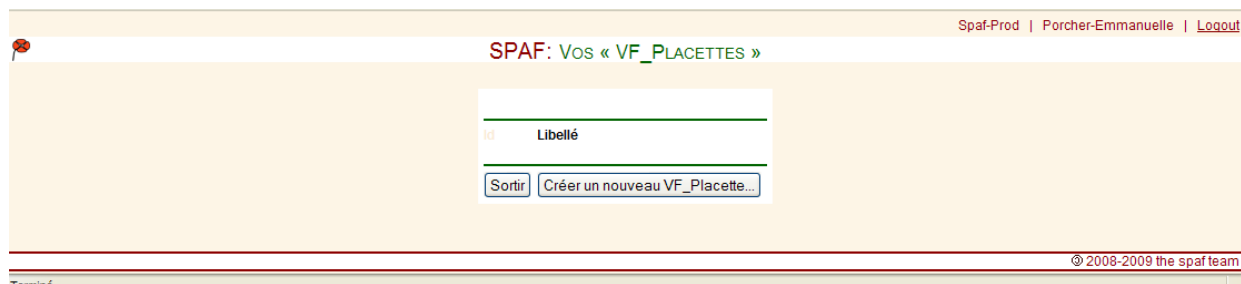 Spaf-Prod | Porcher-Emmanuelle | Logout
SPAF: Vos « VF_Placettes »
Id Libellé
Sortir Créer un nouveau VF_Placette...
2008-2009 the spaf team